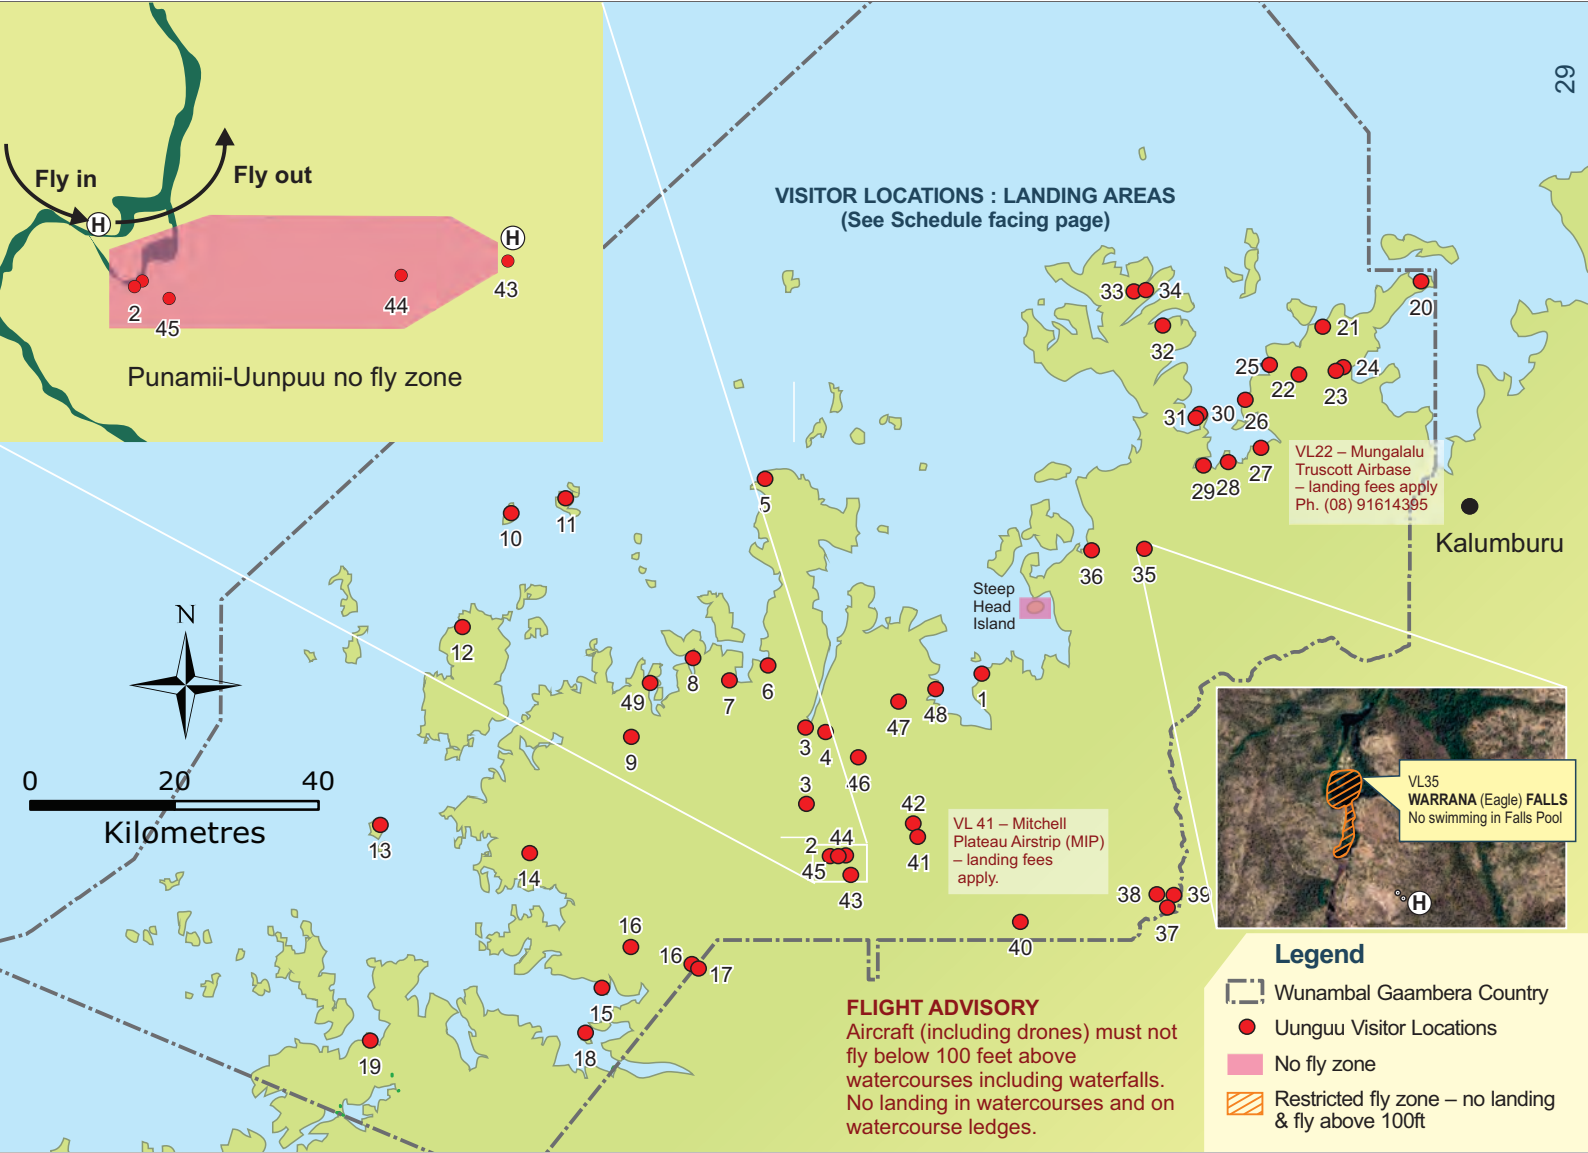 29
Fly in
Fly out
H
H
2
45
44
43
Punamii-Uunpuu no fly zone
VISITOR LOCATIONS : LANDING AREAS
(See Schedule facing page)
33
34
32
20
21
25
22
24
23
26
31
30
27
29
28
VL22 – Mungalalu
Truscott Airbase
– landing fees apply
Ph. (08) 91614395
Kalumburu
5
10
11
36
35
Steep
Head
Island
N
12
8
7
6
49
9
1
47
48
3
4
46
3
0 20 40
Kilometres
13
14
42
41
44
2
45
43
VL 41 – Mitchell
Plateau Airstrip (MIP)
– landing fees
apply.
VL35
WARRANA (Eagle) FALLS
No swimming in Falls Pool
H
38
39
37
40
16
16
17
15
18
19
FLIGHT ADVISORY
Aircraft (including drones) must not
fly below 100 feet above
watercourses including waterfalls.
No landing in watercourses and on
watercourse ledges.
Legend
Wunambal Gaambera Country
Uunguu Visitor Locations
No fly zone
Restricted fly zone – no landing
& fly above 100ft